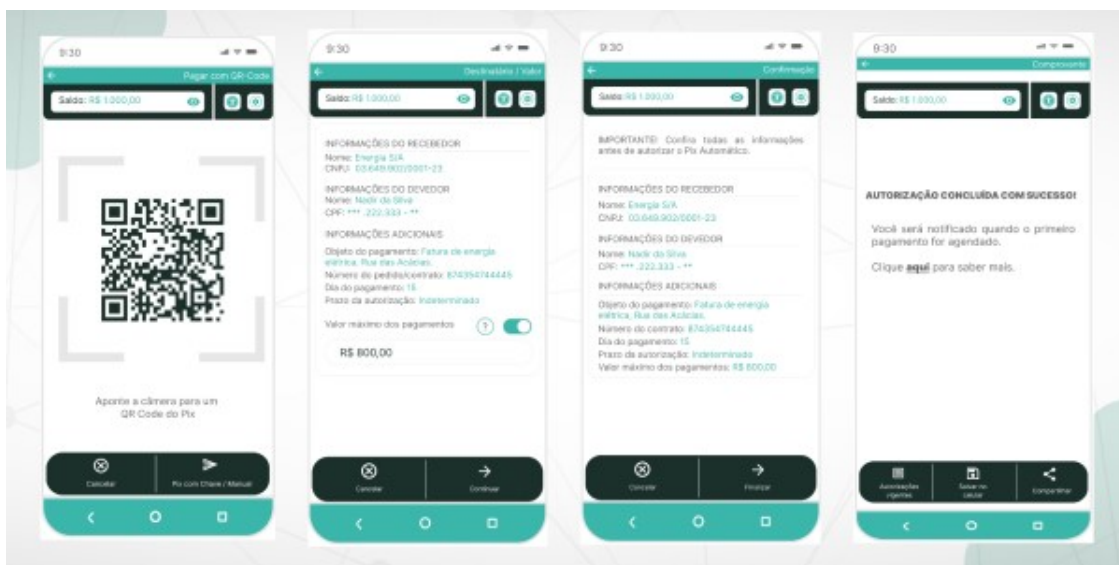 9:30
Pagar com QR-Code
Saldo: R$ 1.000,00
Aponte a câmera para um
QR Code do Pix
Cancelar
Pix com Chave / Manual
9:30
Destinatário / Valor
Saldo: R$ 1.000,00
INFORMAÇÕES DO RECEBEDOR
Nome: Energia S/A
CNPJ: 03.649.902/0001-23
INFORMAÇÕES DO DEVEDOR
Nome: Nadir da Silva
CPF: *** .222.333 - **
INFORMAÇÕES ADICIONAIS
Objeto do pagamento: Fatura de energia
elétrica, Rua das Acácias.
Número do pedido/contrato: 874354744445
Dia do pagamento: 15
Prazo da autorização: Indeterminado
Valor máximo dos pagamentos
?
R$ 800,00
Cancelar
Continuar
9:30
Confirmação
Saldo: R$ 1.000,00
IMPORTANTE! Confira todas as informações
antes de autorizar o Pix Automático.
INFORMAÇÕES DO RECEBEDOR
Nome: Energia S/A
CNPJ: 03.649.902/0001-23
INFORMAÇÕES DO DEVEDOR
Nome: Nadir da Silva
CPF: *** .222.333 - **
INFORMAÇÕES ADICIONAIS
Objeto do pagamento: Fatura de energia
elétrica, Rua das Acácias.
Número do contrato: 874354744445
Dia do pagamento: 15
Prazo da autorização: Indeterminado
Valor máximo dos pagamentos: R$ 800,00
Cancelar
Finalizar
9:30
Comprovante
Saldo: R$ 1.000,00
AUTORIZAÇÃO CONCLUÍDA COM SUCESSO!
Você será notificado quando o primeiro
pagamento for agendado.
Clique aqui para saber mais.
Autorizações
vigentes
Salvar no
celular
Compartilhar